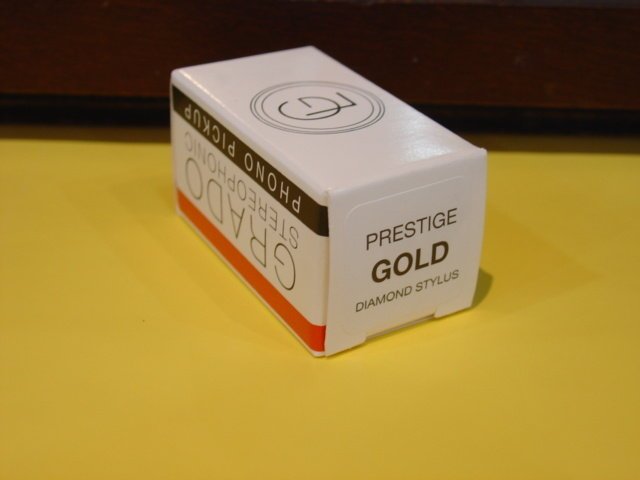 PRESTIGE
GOLD
DIAMOND STYLUS
GRADO
STEREOPHONIC
PHONO PICKUP